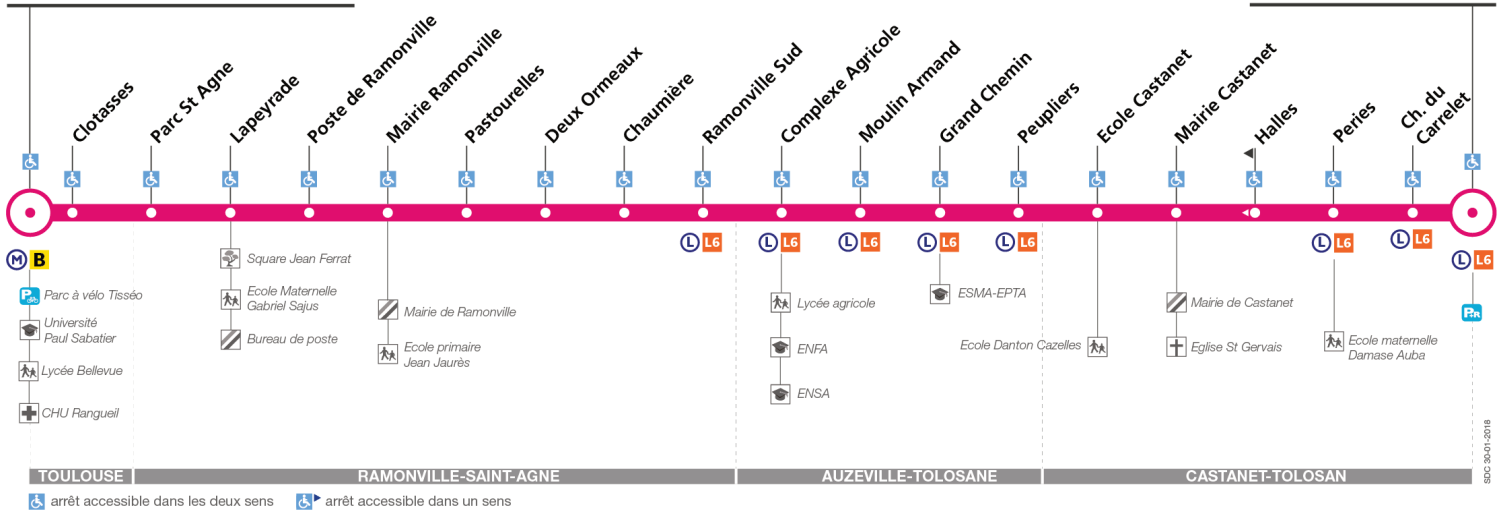 Clotasses
Parc St Agne
Lapeyrade
Poste de Ramonville
Mairie Ramonville
Pastourelles
Deux Ormeaux
Chaumière
Ramonville Sud
Complexe Agricole
Moulin Armand
Grand Chemin
Peupliers
Ecole Castanet
Mairie Castanet
Halles
Peries
Ch. du
Carrelet
M B
L L6
L L6
L L6
L L6
L L6
L L6
L L6
L L6
Parc à vélo Tisséo
Université
Paul Sabatier
Lycée Bellevue
CHU Rangueil
Square Jean Ferrat
Ecole Maternelle
Gabriel Sajus
Bureau de poste
Mairie de Ramonville
Ecole primaire
Jean Jaurès
Lycée agricole
ENFA
ENSA
ESMA-EPTA
Ecole Danton Cazelles
Mairie de Castanet
Eglise St Gervais
Ecole maternelle
Damase Auba
P+R
TOULOUSE
RAMONVILLE-SAINT-AGNE
AUZEVILLE-TOLOSANE
CASTANET-TOLOSAN
SDC 30-01-2018
arrêt accessible dans les deux sens
arrêt accessible dans un sens